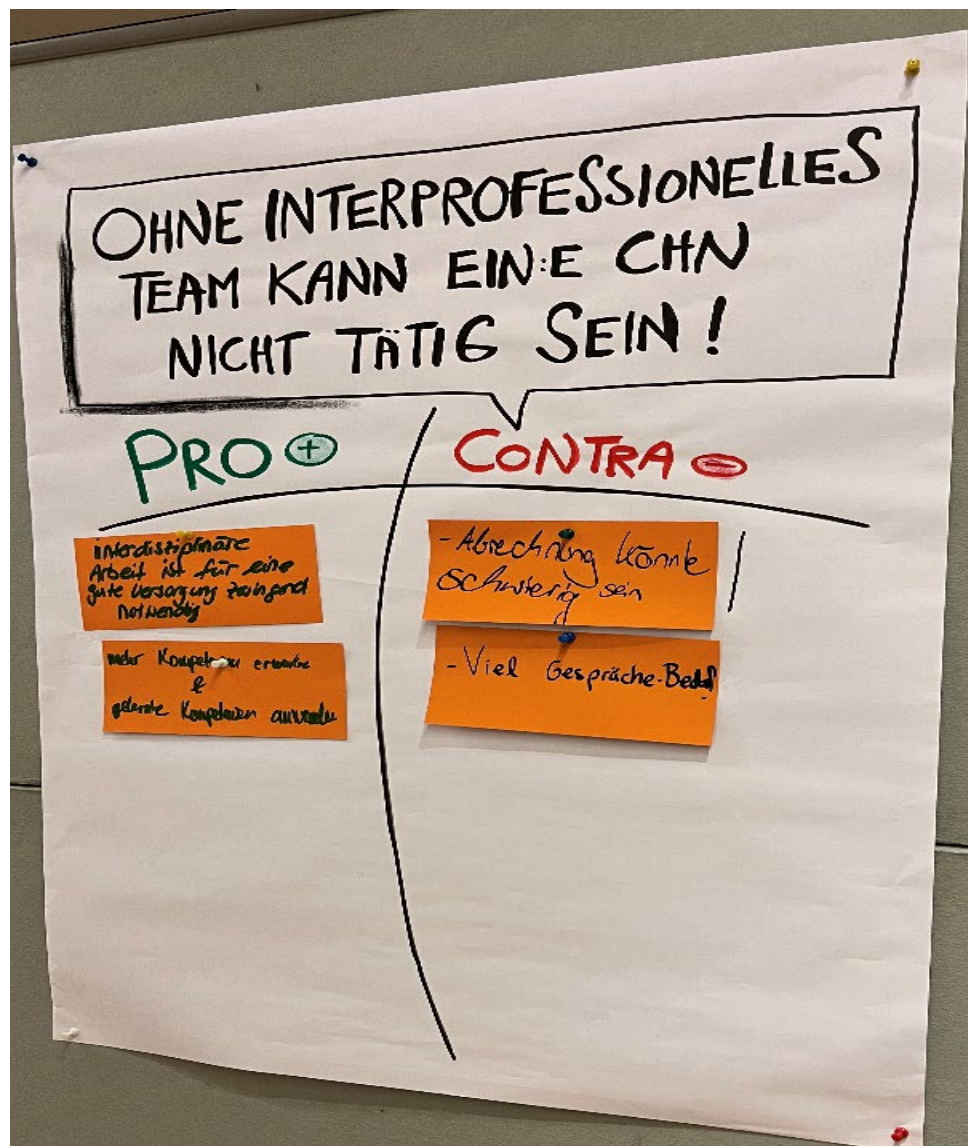 OHNE INTERPROFESSIONELLES
TEAM KANN EIN:E CHN
NICHT TÄTIG SEIN!
PRO +
CONTRA -
interdisziplinäre
Arbeit ist für eine
gute Versorgung zwingend
notwendig
mehr Kompetenzen erwerben
&
gelernte Kompetenzen anwenden
- Abrechnung könnte
schwierig sein
- Viel Gespräche-Bedarf